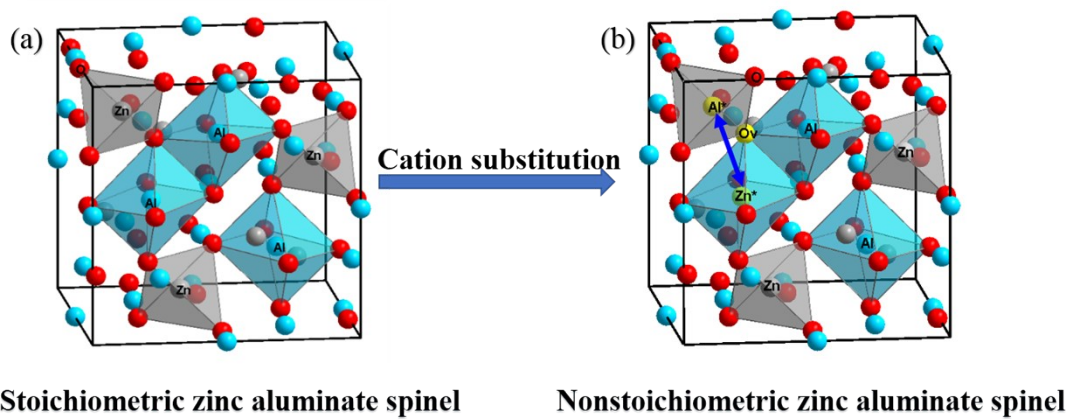 (a)
O
Zn
Al
Zn
Al
Al
Zn
Cation substitution
(b)
O
Al*
Ov
Al
Zn
Zn*
Al
Zn
Stoichiometric zinc aluminate spinel
Nonstoichiometric zinc aluminate spinel